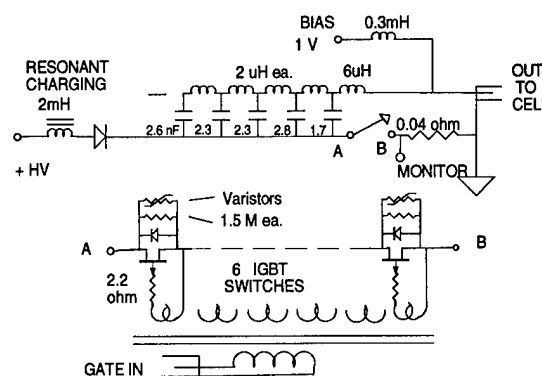 BIAS
1 V
0.3mH
RESONANT
CHARGING
2mH
2 uH ea.
6uH
OUT
TO
CEL
2.6 nF
2.3
2.3
2.8
1.7
0.04 ohm
A
B
+ HV
MONITOR
Varistors
1.5 M ea.
A
B
2.2
ohm
6 IGBT
SWITCHES
GATE IN